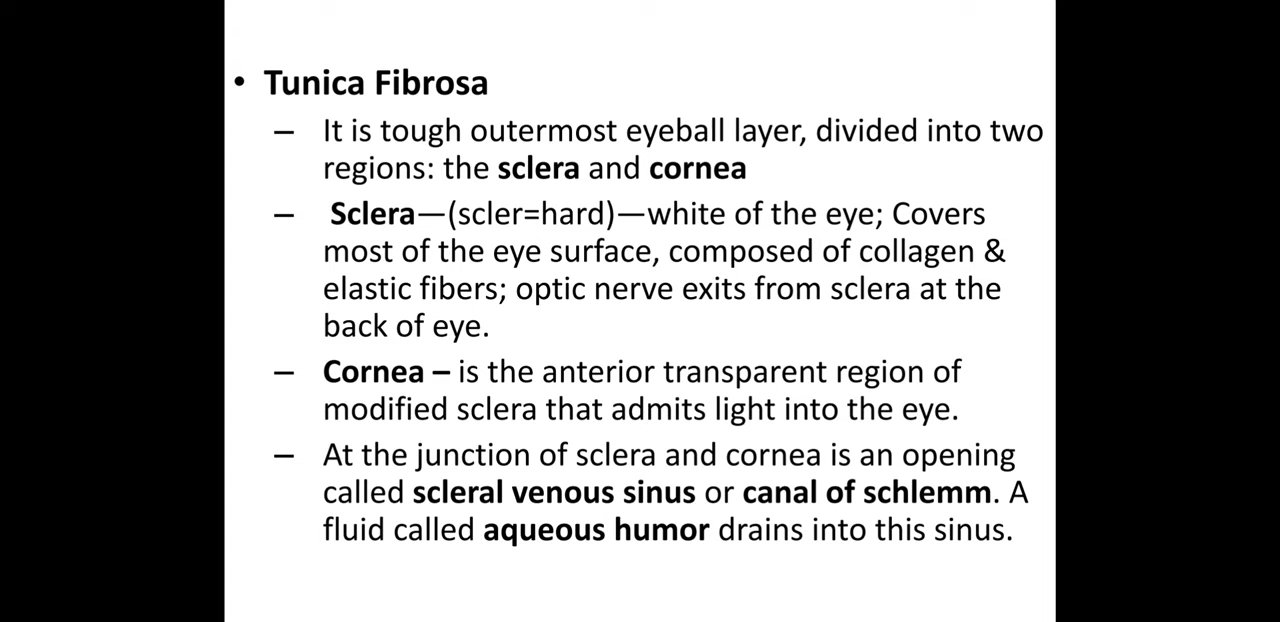 • Tunica Fibrosa
– It is tough outermost eyeball layer, divided into two
regions: the sclera and cornea
– Sclera—(scler=hard)—white of the eye; Covers
most of the eye surface, composed of collagen &
elastic fibers; optic nerve exits from sclera at the
back of eye.
– Cornea – is the anterior transparent region of
modified sclera that admits light into the eye.
– At the junction of sclera and cornea is an opening
called scleral venous sinus or canal of schlemm. A
fluid called aqueous humor drains into this sinus.